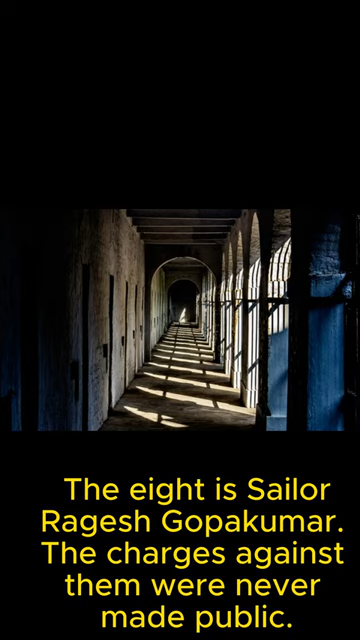 The eight is Sailor
Ragesh Gopakumar.
The charges against
them were never
made public.